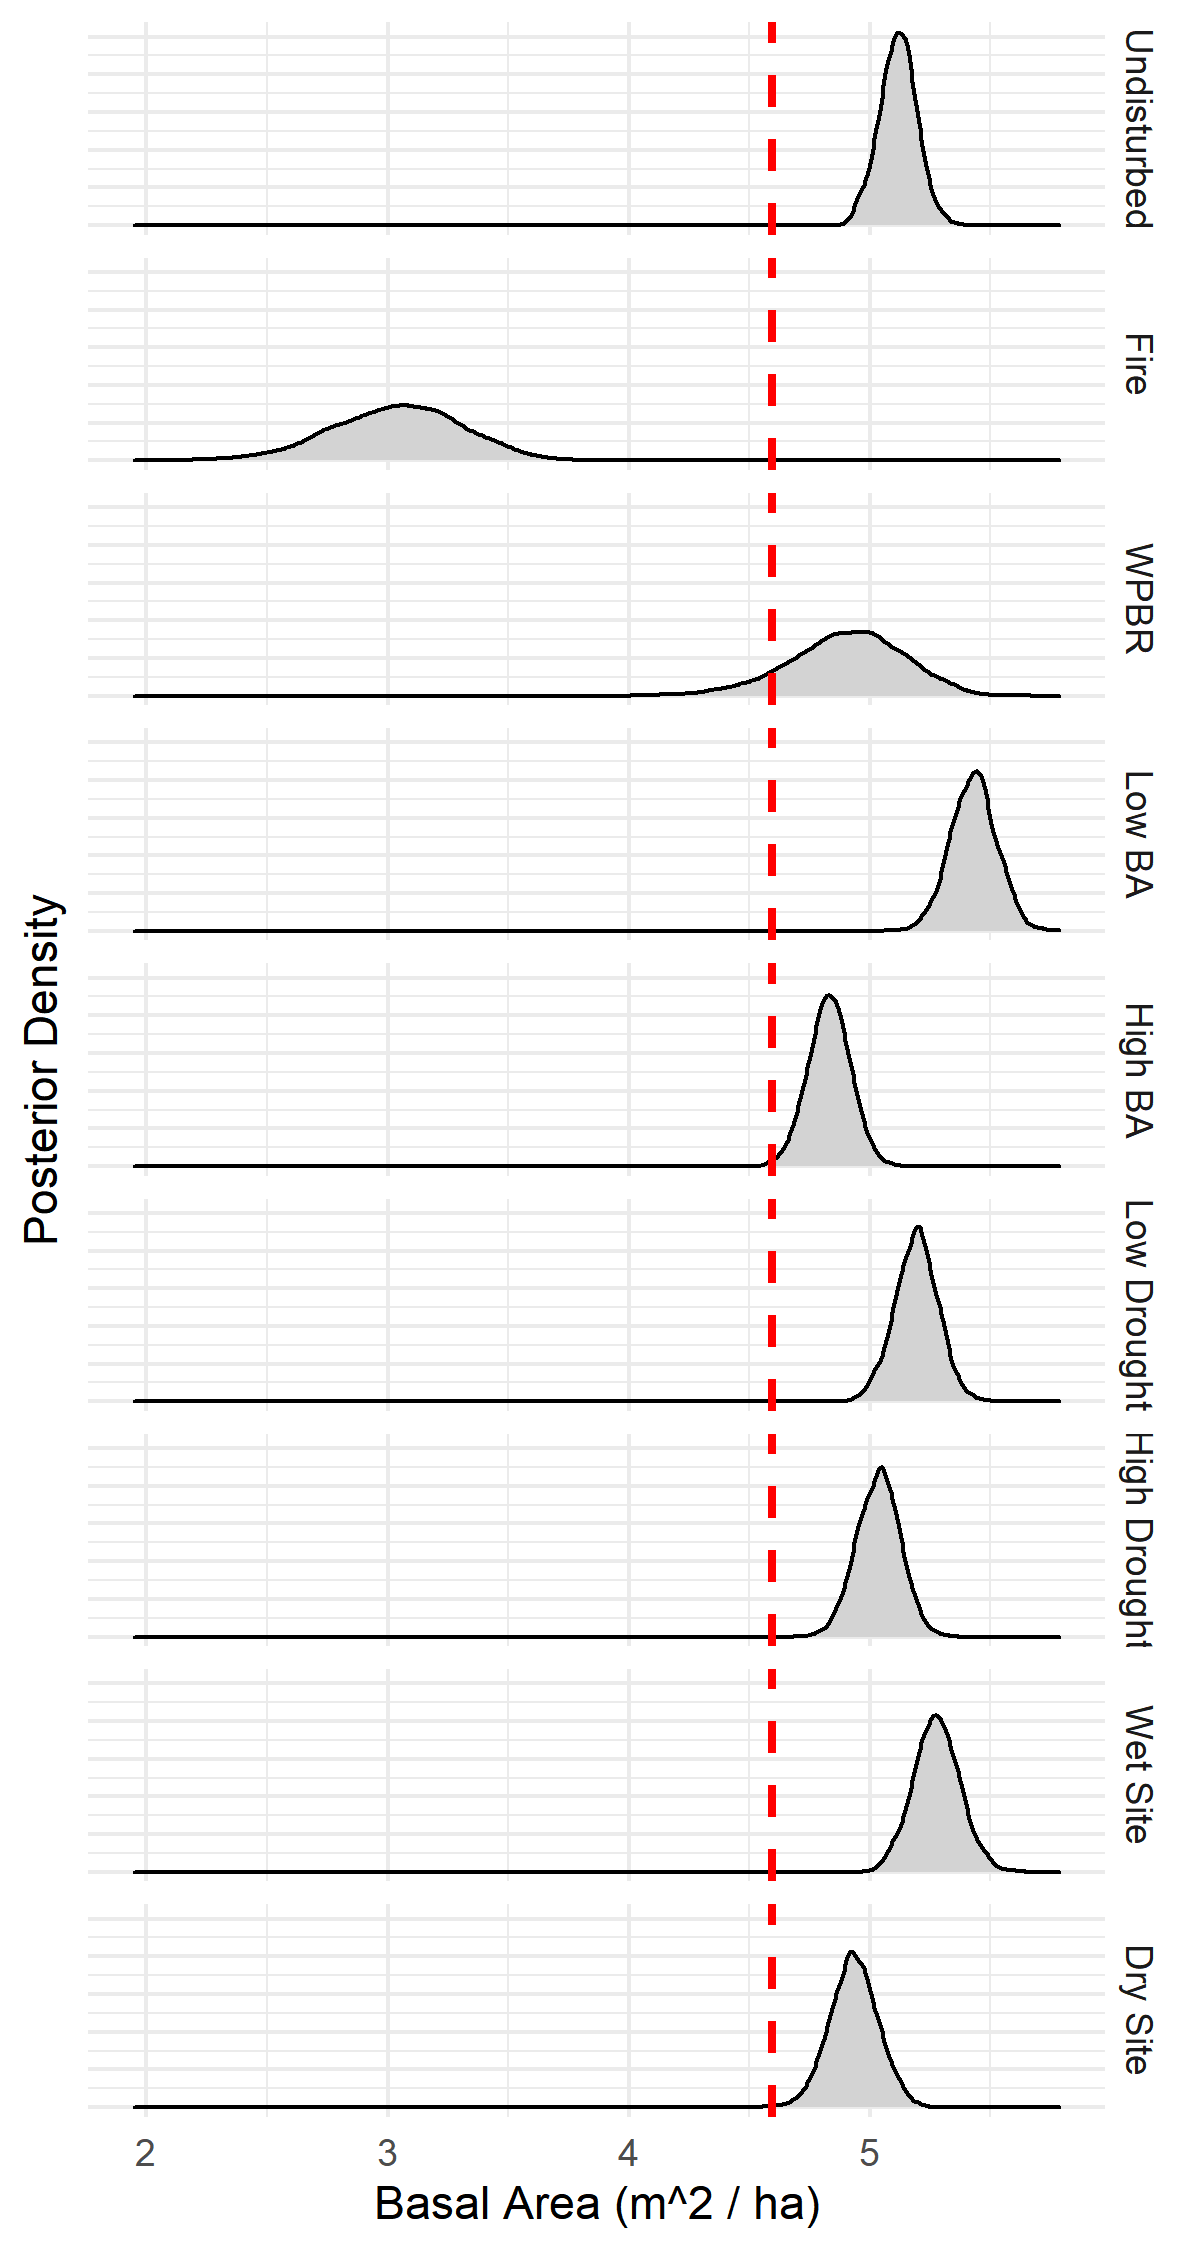 Undisturbed
Fire
WPBR
Low BA
High BA
Low Drought
High Drought
Wet Site
Dry Site
Posterior Density
2 3 4 5
Basal Area (m^2 / ha)